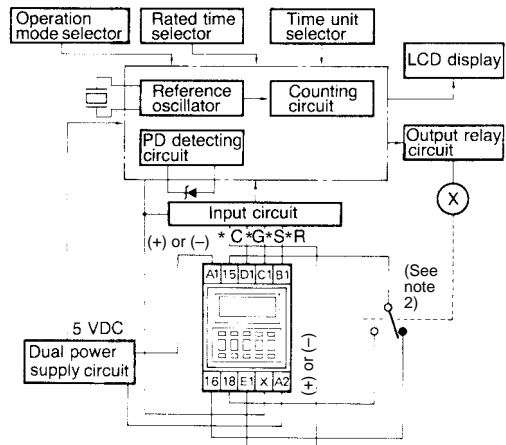 Operation
mode selector
Rated time
selector
Time unit
selector
LCD display
Reference
oscillator
Counting
circuit
PD detecting
circuit
Output relay
circuit
X
Input circuit
(+) or (–)
* C*G*S*R
A1 15 D1 C1 B1
(See
note
2)
5 VDC
Dual power
supply circuit
(+) or (–)
16 18 E1 X A2